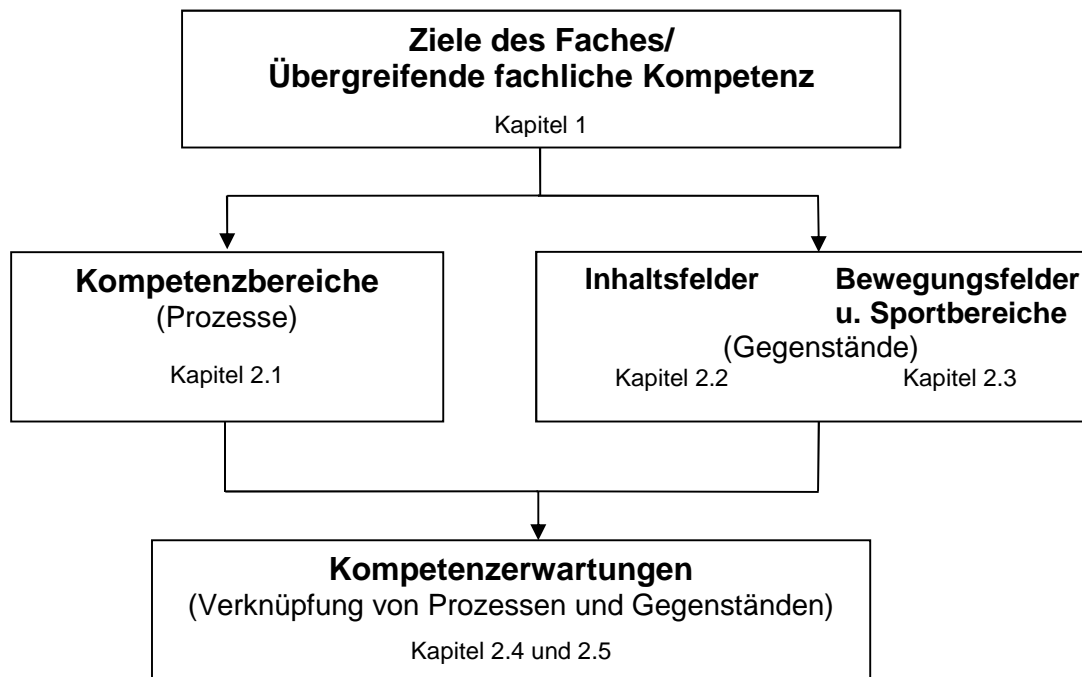 Ziele des Faches/
Übergreifende fachliche Kompetenz
Kapitel 1
Kompetenzbereiche
(Prozesse)
Kapitel 2.1
Inhaltsfelder
Bewegungsfelder
u. Sportbereiche
(Gegenstände)
Kapitel 2.2
Kapitel 2.3
Kompetenzerwartungen
(Verknüpfung von Prozessen und Gegenständen)
Kapitel 2.4 und 2.5